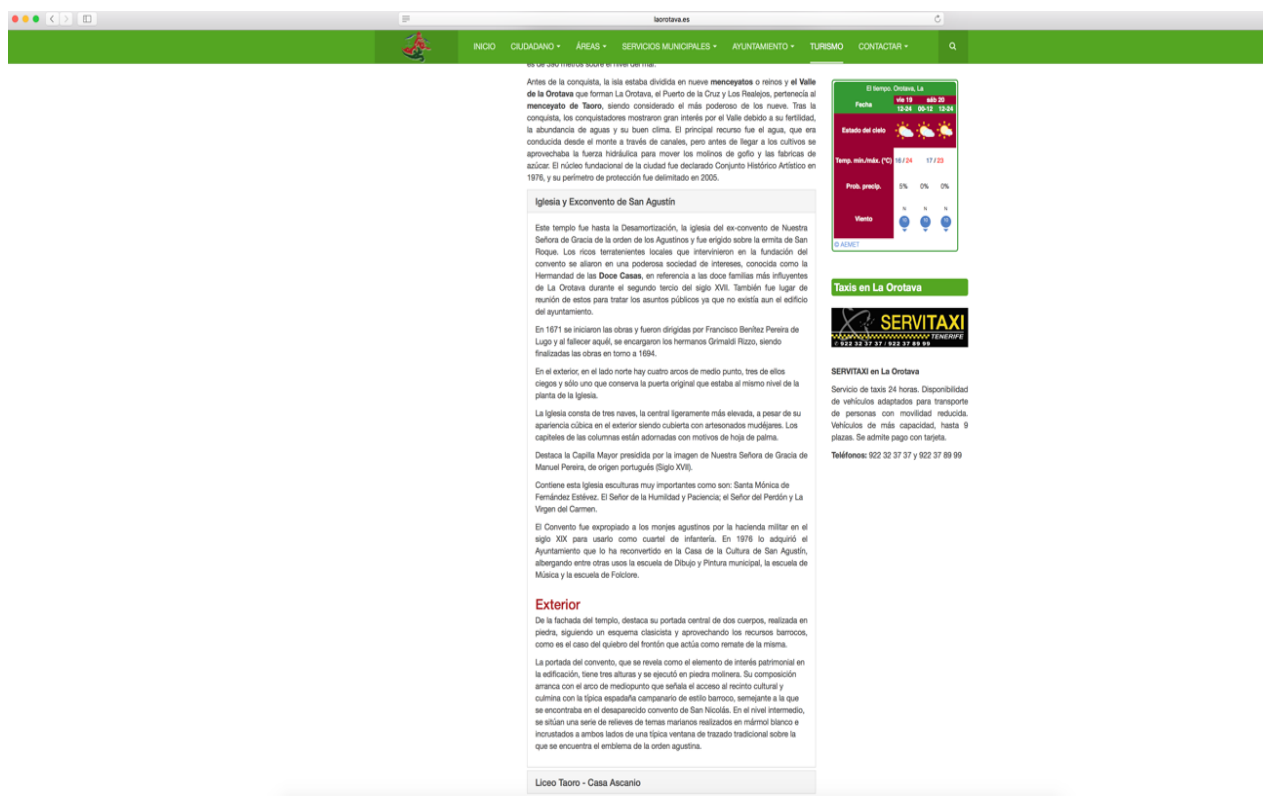 laorotava.es
INICIO CIUDADANO ÁREAS SERVICIOS MUNICIPALES AYUNTAMIENTO TURISMO CONTACTAR
es de 390 metros sobre el nivel del mar.
Antes de la conquista, la isla estaba dividida en nueve menceyatos o reinos y el Valle
de la Orotava que forman La Orotava, el Puerto de la Cruz y Los Realejos, pertenecía al
menceyato de Taoro, siendo considerado el más poderoso de los nueve. Tras la
conquista, los conquistadores mostraron gran interés por el Valle debido a su fertilidad,
la abundancia de aguas y su buen clima. El principal recurso fue el agua, que era
conducida desde el monte a través de canales, pero antes de llegar a los cultivos se
aprovechaba la fuerza hidráulica para mover los molinos de gofio y las fabricas de
azúcar. El núcleo fundacional de la ciudad fue declarado Conjunto Histórico Artístico en
1976, y su perímetro de protección fue delimitado en 2005.
Iglesia y Exconvento de San Agustín
Este templo fue hasta la Desamortización, la iglesia del ex-convento de Nuestra
Señora de Gracia de la orden de los Agustinos y fue erigido sobre la ermita de San
Roque. Los ricos terratenientes locales que intervinieron en la fundación del
convento se aliaron en una poderosa sociedad de intereses, conocida como la
Hermandad de las Doce Casas, en referencia a las doce familias más influyentes
de La Orotava durante el segundo tercio del siglo XVII. También fue lugar de
reunión de estos para tratar los asuntos públicos ya que no existía aun el edificio
del ayuntamiento.
En 1671 se iniciaron las obras y fueron dirigidas por Francisco Benítez Pereira de
Lugo y al fallecer aquél, se encargaron los hermanos Grimaldi Rizzo, siendo
finalizadas las obras en torno a 1694.
En el exterior, en el lado norte hay cuatro arcos de medio punto, tres de ellos
ciegos y sólo uno que conserva la puerta original que estaba al mismo nivel de la
planta de la Iglesia.
La Iglesia consta de tres naves, la central ligeramente más elevada, a pesar de su
apariencia cúbica en el exterior siendo cubierta con artesonados mudéjares. Los
capiteles de las columnas están adornadas con motivos de hoja de palma.
Destaca la Capilla Mayor presidida por la imagen de Nuestra Señora de Gracia de
Manuel Pereira, de origen portugués (Siglo XVII).
Contiene esta Iglesia esculturas muy importantes como son: Santa Mónica de
Fernández Estévez. El Señor de la Humildad y Paciencia; el Señor del Perdón y La
Virgen del Carmen.
El Convento fue expropiado a los monjes agustinos por la hacienda militar en el
siglo XIX para usarlo como cuartel de infantería. En 1976 lo adquirió el
Ayuntamiento que lo ha reconvertido en la Casa de la Cultura de San Agustín,
albergando entre otras usos la escuela de Dibujo y Pintura municipal, la escuela de
Música y la escuela de Folclore.
Exterior
De la fachada del templo, destaca su portada central de dos cuerpos, realizada en
piedra, siguiendo un esquema clasicista y aprovechando los recursos barrocos,
como es el caso del quiebro del frontón que actúa como remate de la misma.
La portada del convento, que se revela como el elemento de interés patrimonial en
la edificación, tiene tres alturas y se ejecutó en piedra molinera. Su composición
arranca con el arco de mediopunto que señala el acceso al recinto cultural y
culmina con la típica espadaña campanario de estilo barroco, semejante a la que
se encontraba en el desaparecido convento de San Nicolás. En el nivel intermedio,
se sitúan una serie de relieves de temas marianos realizados en mármol blanco e
incrustados a ambos lados de una típica ventana de trazado tradicional sobre la
que se encuentra el emblema de la orden agustina.
Liceo Taoro - Casa Ascanio
El tiempo. Orotava, La
Fecha vie 19 sáb 20
12-24 00-12 12-24
Estado del cielo
Temp. mín./máx. (°C) 16 / 24 17 / 23
Prob. precip. 5% 0% 0%
Viento N N N
© AEMET
Taxis en La Orotava
SERVITAXI
TENERIFE
922 32 37 37 / 922 37 89 99
SERVITAXI en La Orotava
Servicio de taxis 24 horas. Disponibilidad
de vehículos adaptados para transporte
de personas con movilidad reducida.
Vehículos de más capacidad, hasta 9
plazas. Se admite pago con tarjeta.
Teléfonos: 922 32 37 37 y 922 37 89 99